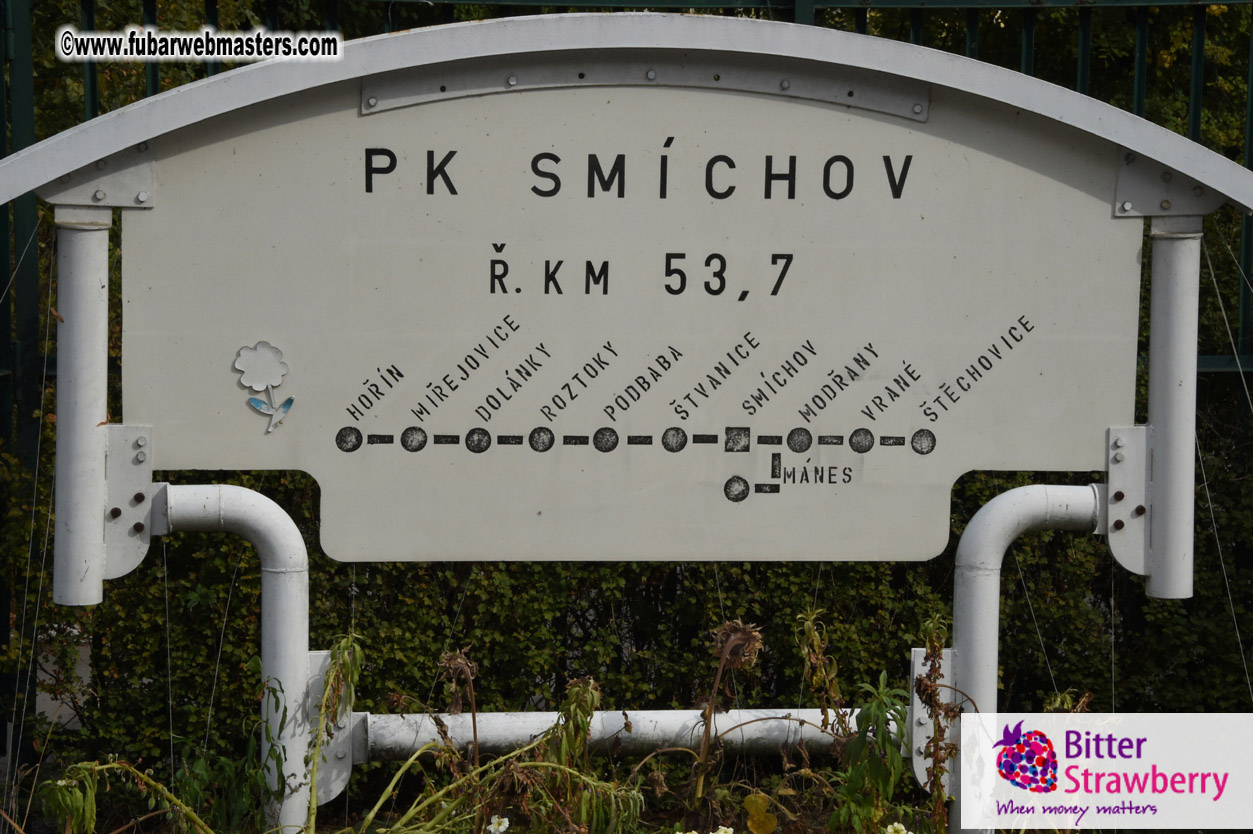 ©www.fubarwebmasters.com
PK SMÍCHOV
Ř. KM 53,7
HOŘÍN
MIŘEJOVICE
DOLÁNKY
ROZTOKY
PODBABA
ŠTVANICE
SMÍCHOV
MODŘANY
VRANÉ
ŠTĚCHOVICE
MÁNES
Bitter
Strawberry
When money matters